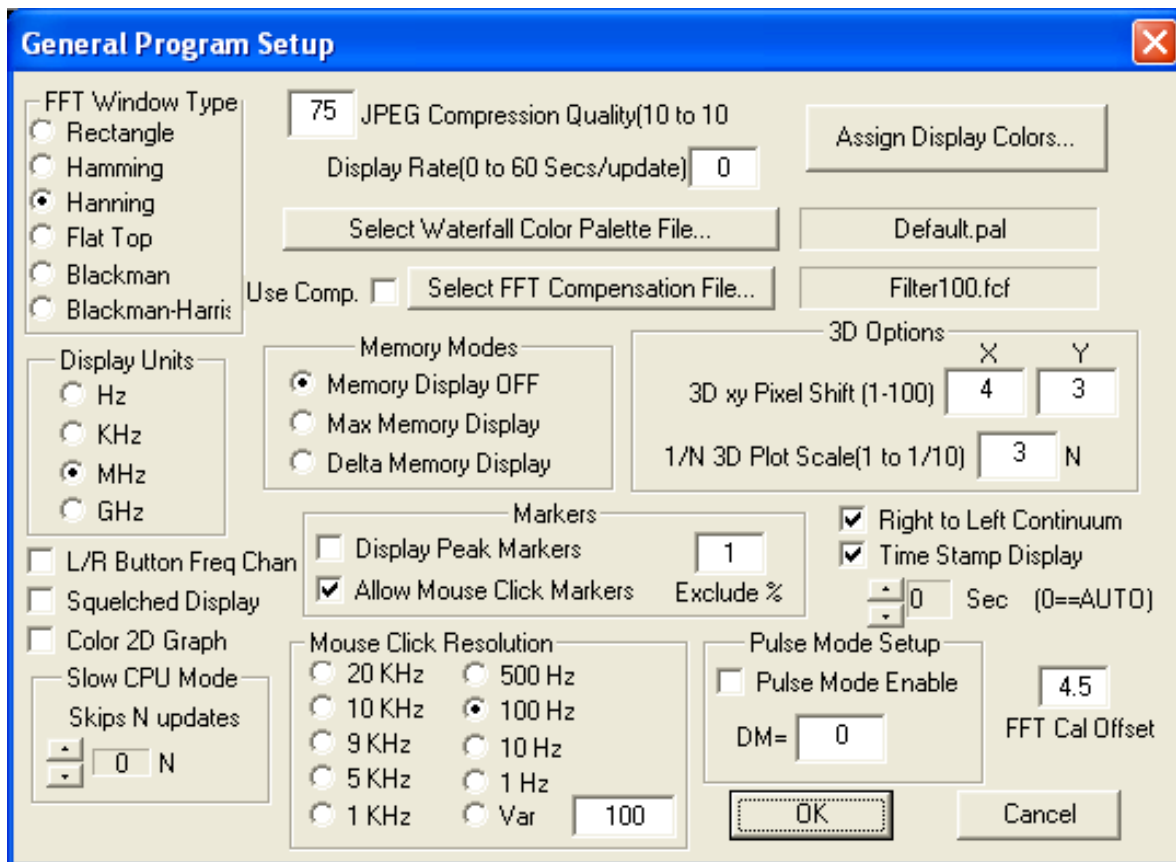 General Program Setup
FFT Window Type
Rectangle
Hamming
Hanning
Flat Top
Blackman
Blackman-Harris
75 JPEG Compression Quality(10 to 10
Display Rate(0 to 60 Secs/update) 0
Assign Display Colors...
Select Waterfall Color Palette File...
Default.pal
Use Comp.
Select FFT Compensation File...
Filter100.fcf
Display Units
Hz
KHz
MHz
GHz
Memory Modes
Memory Display OFF
Max Memory Display
Delta Memory Display
3D Options
X Y
3D xy Pixel Shift (1-100) 4 3
1/N 3D Plot Scale(1 to 1/10) 3 N
L/R Button Freq Chan
Squelched Display
Color 2D Graph
Markers
Display Peak Markers
Allow Mouse Click Markers
1
Exclude %
Right to Left Continuum
Time Stamp Display
0 Sec (0==AUTO)
Slow CPU Mode
Skips N updates
0 N
Mouse Click Resolution
20 KHz
10 KHz
9 KHz
5 KHz
1 KHz
500 Hz
100 Hz
10 Hz
1 Hz
Var 100
Pulse Mode Setup
Pulse Mode Enable
DM= 0
4.5
FFT Cal Offset
OK
Cancel